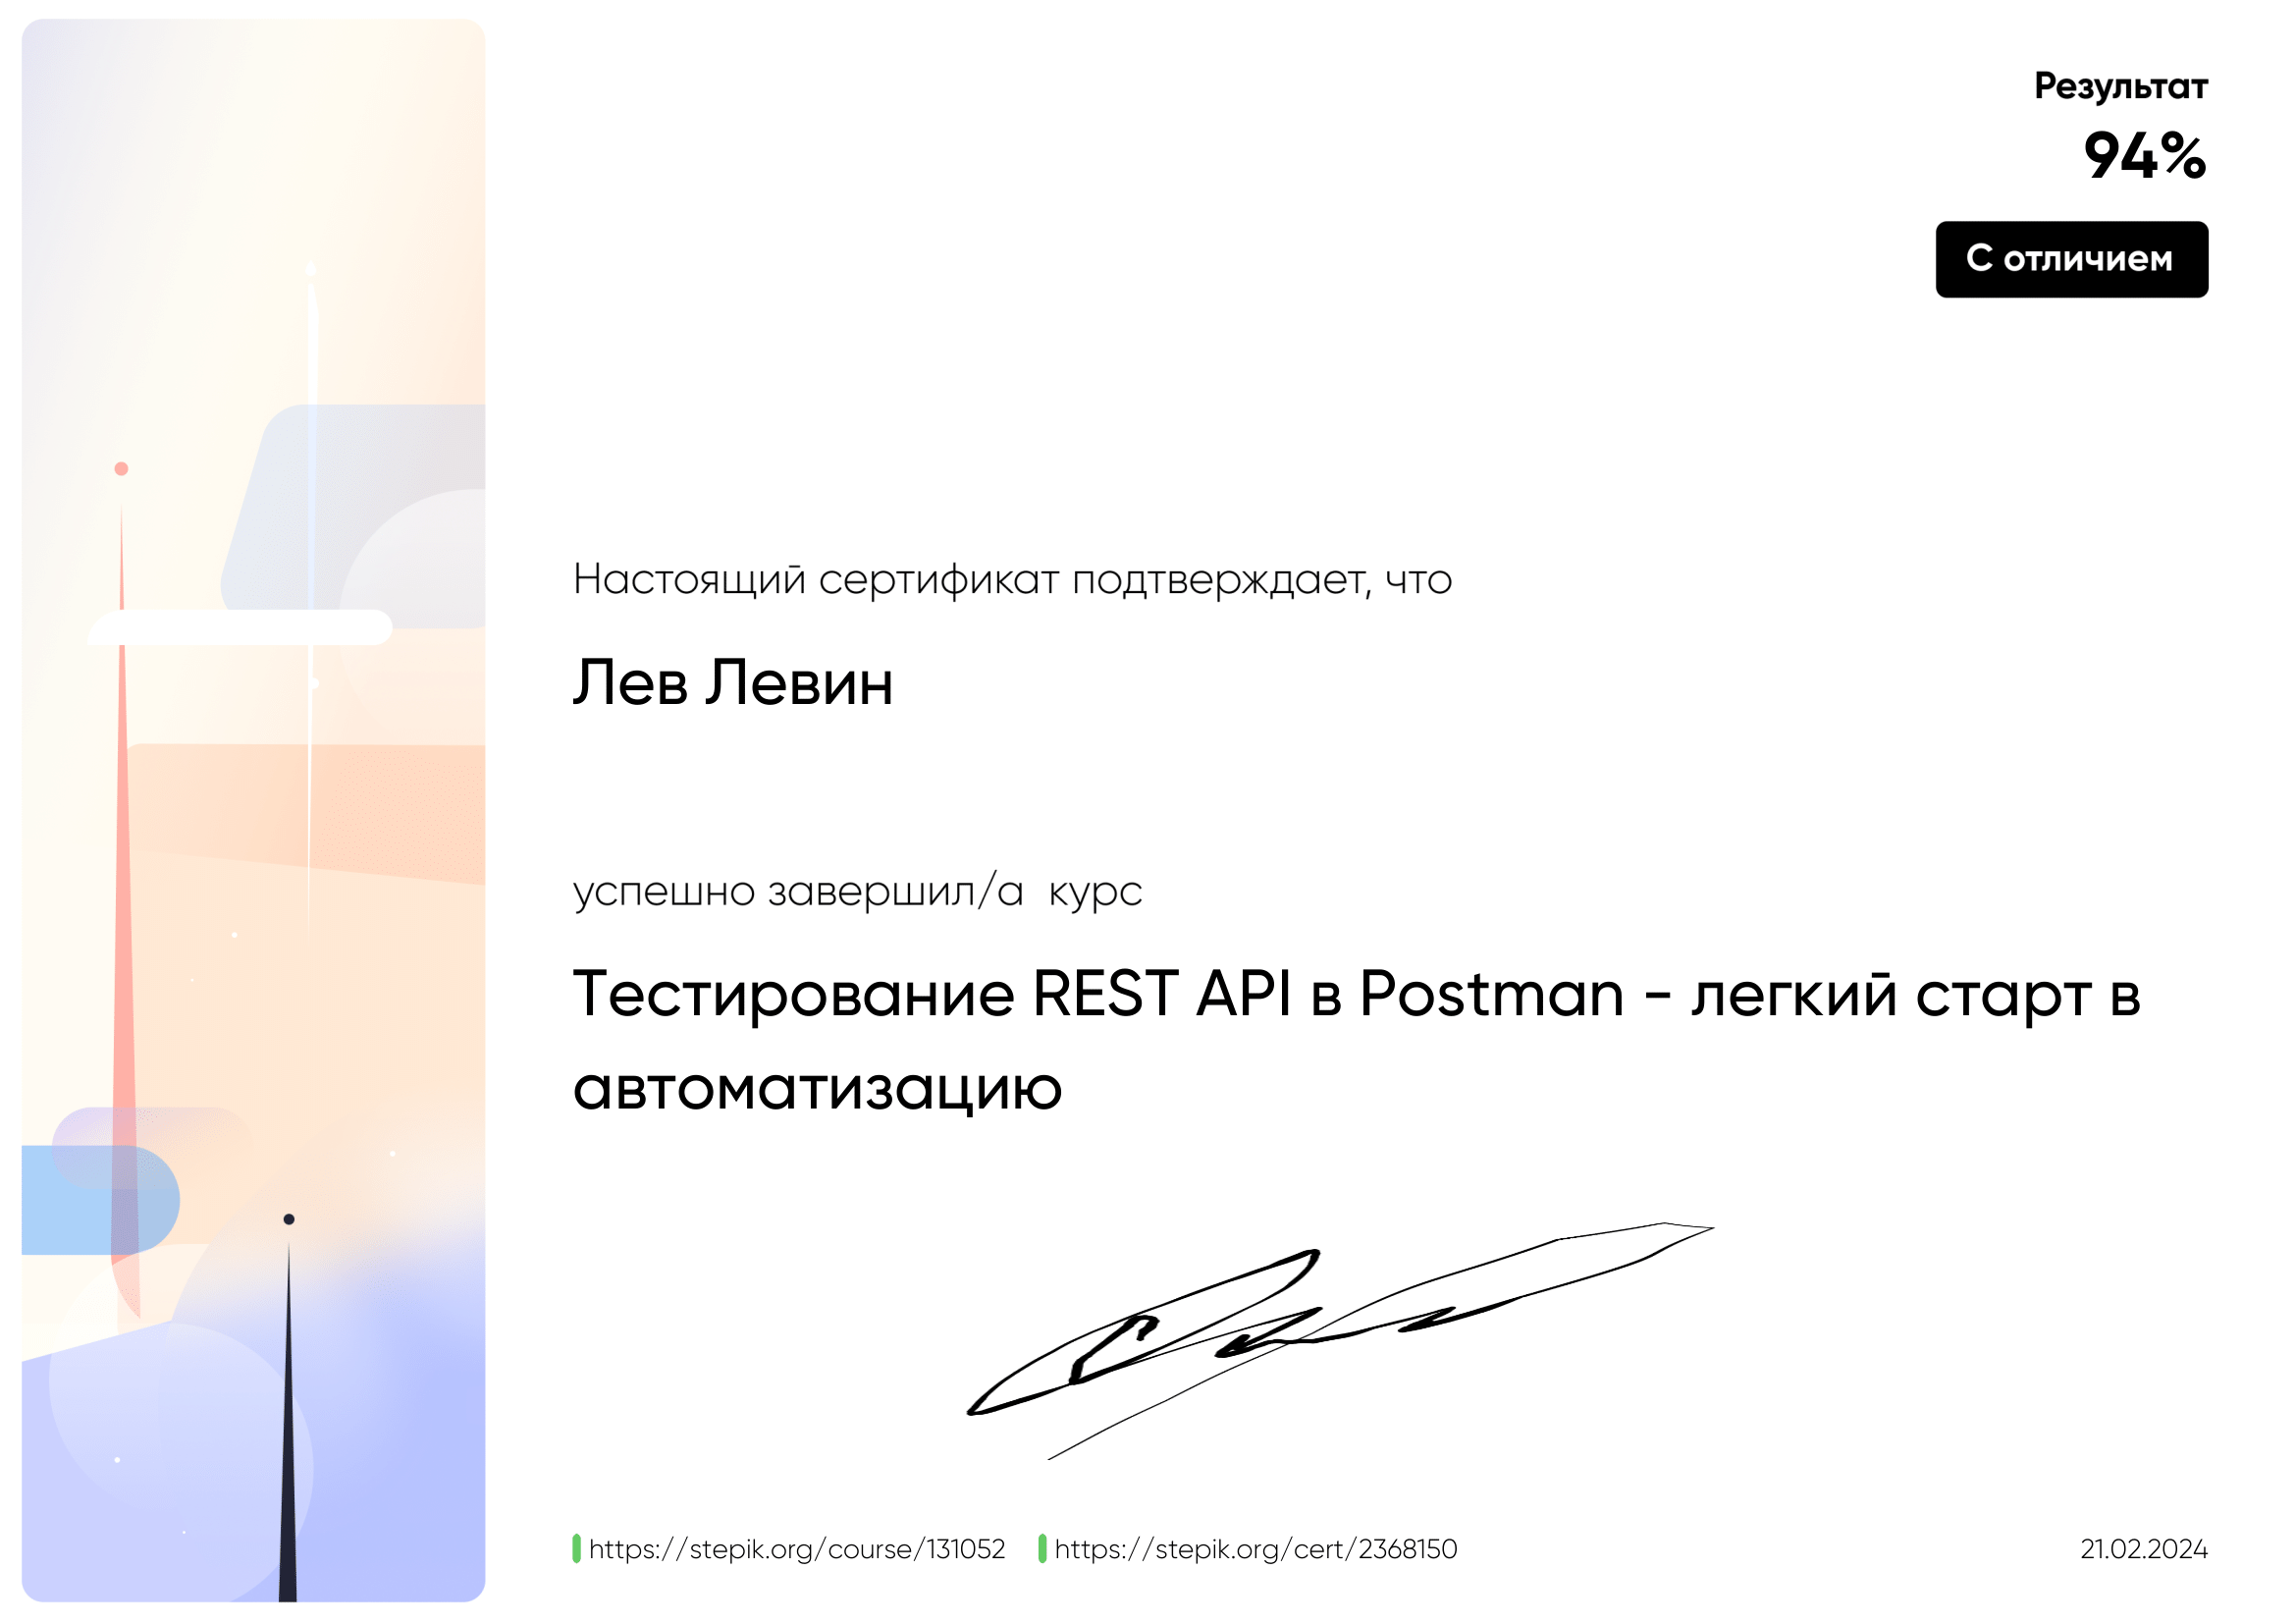 Результат
94%
С отличием
Настоящий сертификат подтверждает, что
Лев Левин
успешно завершил/а курс
Тестирование REST API в Postman - легкий старт в
автоматизацию
https://stepik.org/course/131052 https://stepik.org/cert/2368150 21.02.2024